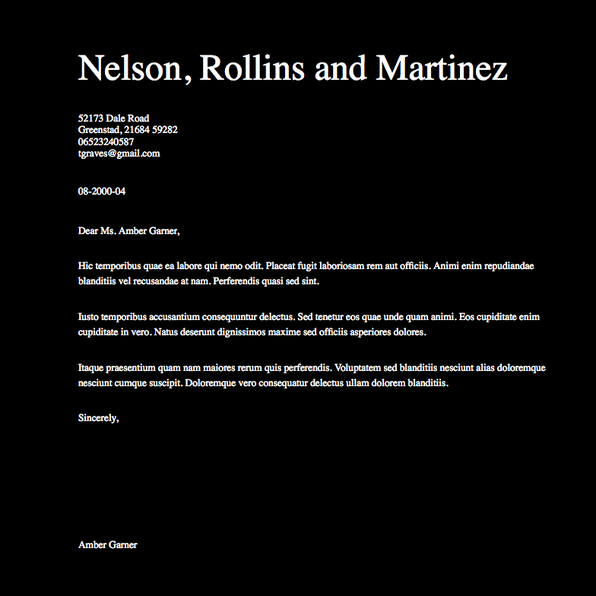 Nelson, Rollins and Martinez
52173 Dale Road
Greenstad, 21684 59282
06523240587
tgraves@gmail.com
08-2000-04
Dear Ms. Amber Garner,
Hic temporibus quae ea labore qui nemo odit. Placeat fugit laboriosam rem aut officiis. Animi enim repudiandae
blanditiis vel recusandae at nam. Perferendis quasi sed sint.
Iusto temporibus accusantium consequuntur delectus. Sed tenetur eos quae unde quam animi. Eos cupiditate enim
cupiditate in vero. Natus deserunt dignissimos maxime sed officiis asperiores dolores.
Itaque praesentium quam nam maiores rerum quis perferendis. Voluptatem sed blanditiis nesciunt alias doloremque
nesciunt cumque suscipit. Doloremque vero consequatur delectus ullam dolorem blanditiis.
Sincerely,
Amber Garner